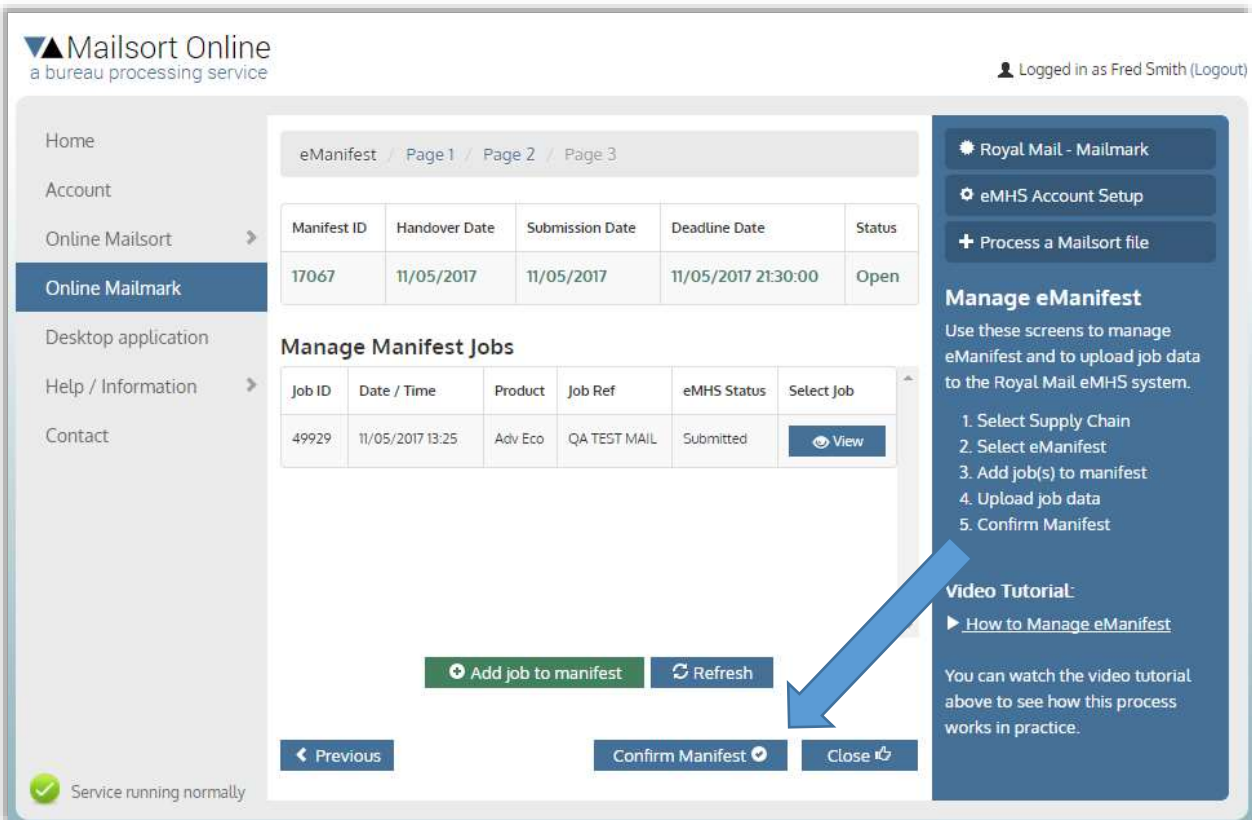 Mailsort Online
a bureau processing service
Logged in as Fred Smith (Logout)
Home
Account
Online Mailsort
Online Mailmark
Desktop application
Help / Information
Contact
Service running normally
eManifest / Page 1 / Page 2 / Page 3
Manifest ID Handover Date Submission Date Deadline Date Status
17067 11/05/2017 11/05/2017 11/05/2017 21:30:00 Open
Manage Manifest Jobs
Job ID Date / Time Product Job Ref eMHS Status Select Job
49929 11/05/2017 13:25 Adv Eco QA TEST MAIL Submitted View
Add job to manifest Refresh
Previous Confirm Manifest Close
Royal Mail - Mailmark
eMHS Account Setup
Process a Mailsort file
Manage eManifest
Use these screens to manage
eManifest and to upload job data
to the Royal Mail eMHS system.
1. Select Supply Chain
2. Select eManifest
3. Add job(s) to manifest
4. Upload job data
5. Confirm Manifest
Video Tutorial:
How to Manage eManifest
You can watch the video tutorial
above to see how this process
works in practice.